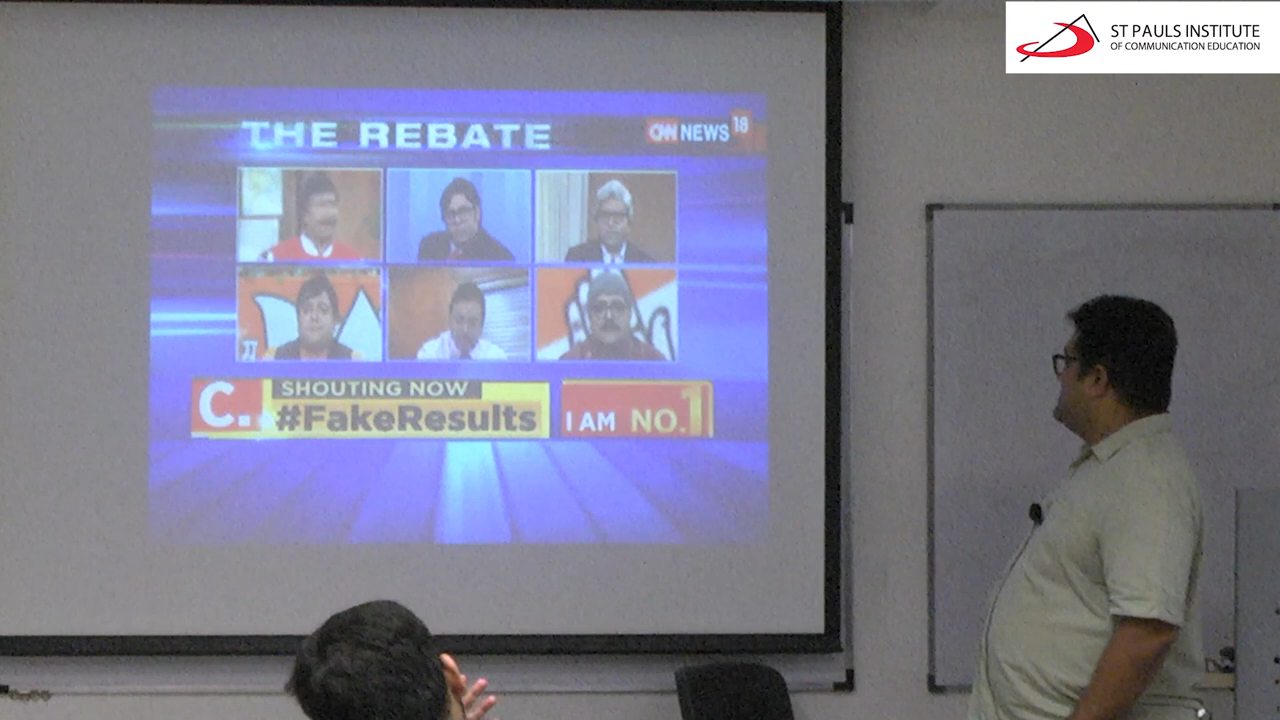 ST PAULS INSTITUTE
OF COMMUNICATION EDUCATION
THE REBATE
CNN NEWS 18
C.
SHOUTING NOW
#FakeResults
I AM NO.1